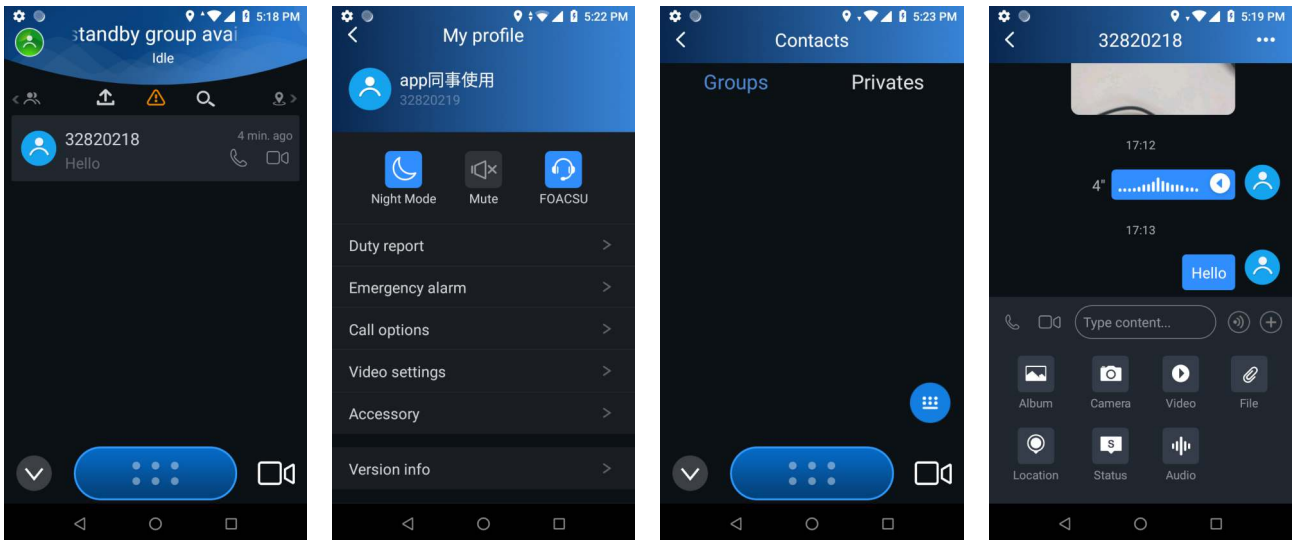 5:18 PM
standby group avai
Idle
32820218
4 min. ago
Hello
5:22 PM
My profile
app同事使用
32820219
Night Mode
Mute
FOACSU
Duty report
Emergency alarm
Call options
Video settings
Accessory
Version info
5:23 PM
Contacts
Groups
Privates
5:19 PM
32820218
17:12
4"
17:13
Hello
Type content...
Album
Camera
Video
File
S
Location
Status
Audio